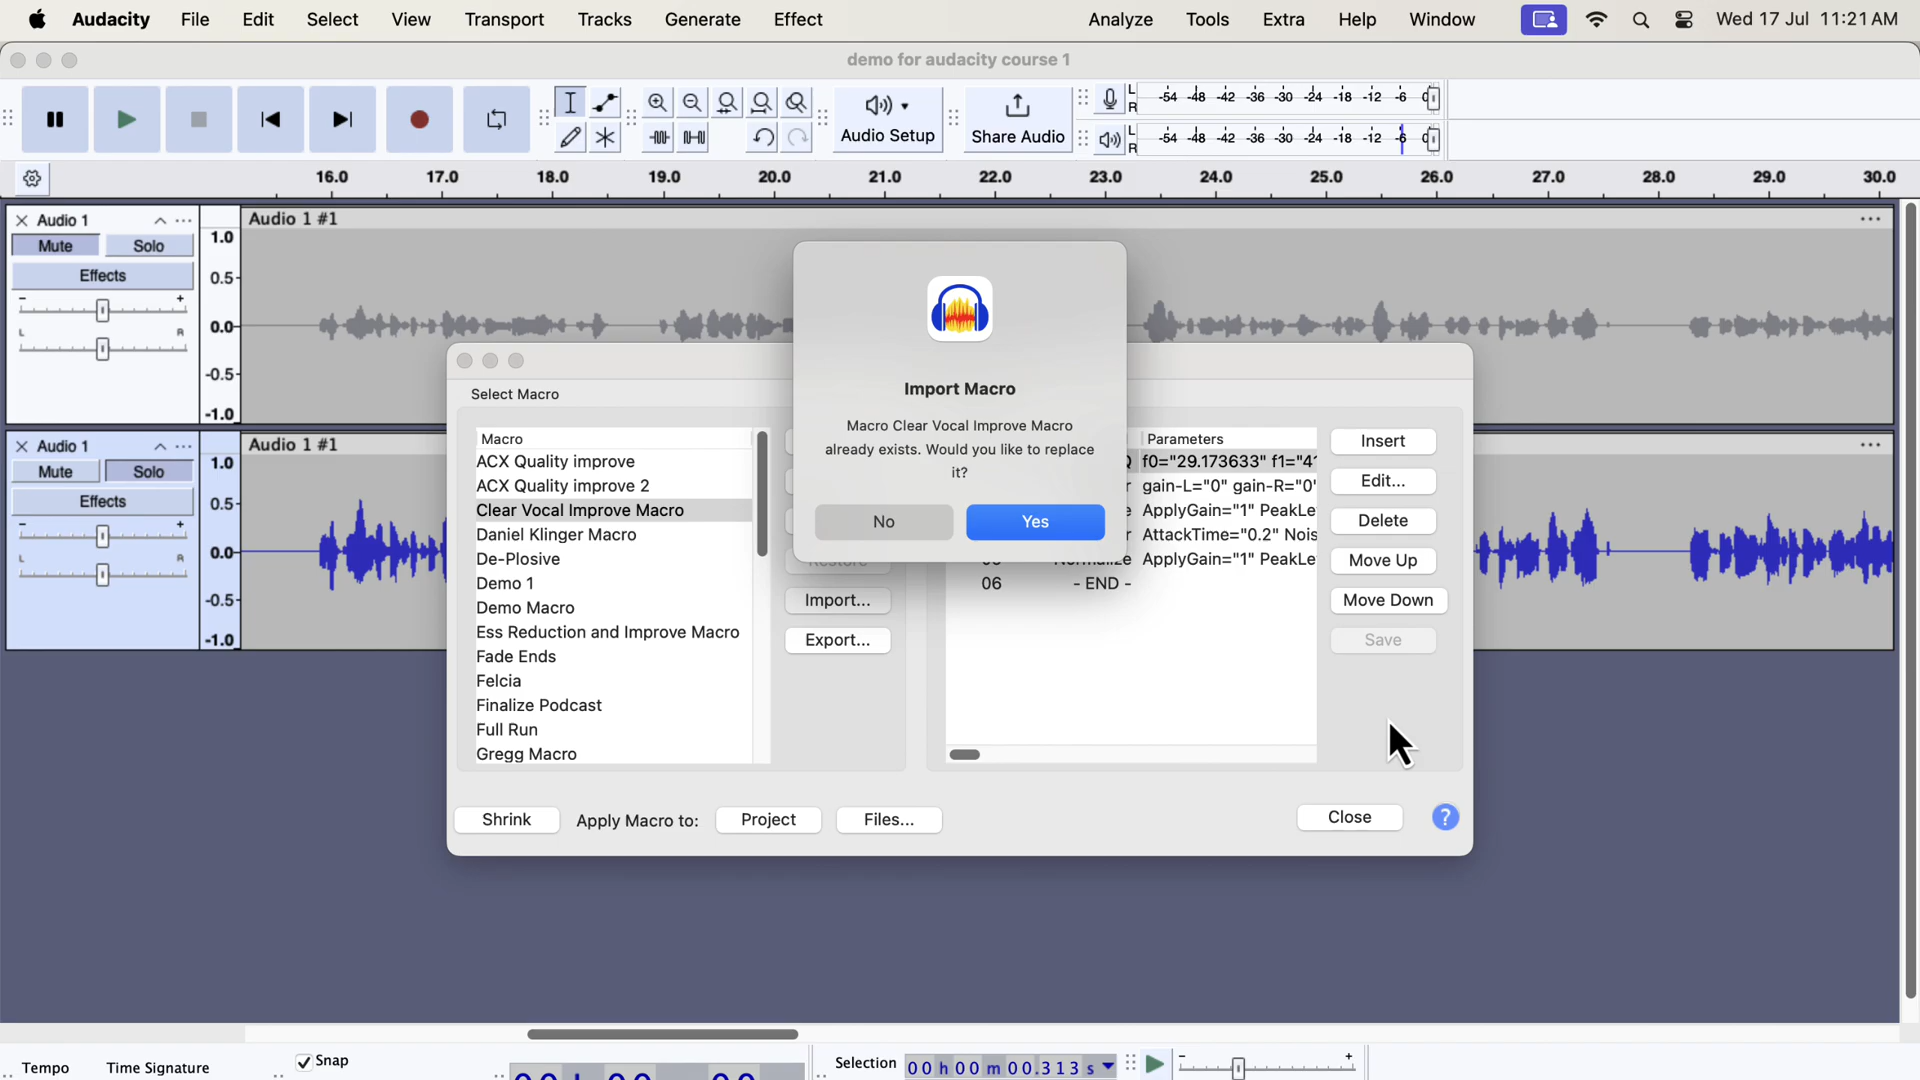 Audacity File Edit Select View Transport Tracks Generate Effect Analyze Tools Extra Help Window Wed 17 Jul 11:21 AM
demo for audacity course 1
Audio Setup
Share Audio
L -54 -48 -42 -36 -30 -24 -18 -12 -6
R
L -54 -48 -42 -36 -30 -24 -18 -12 -6
R
16.0 17.0 18.0 19.0 20.0 21.0 22.0 23.0 24.0 25.0 26.0 27.0 28.0 29.0 30.0
Audio 1
Mute Solo
Effects
- +
L R
1.0
0.5-
0.0-
-0.5-
-1.0
Audio 1 #1
Audio 1
Mute Solo
Effects
- +
L R
1.0
0.5-
0.0-
-0.5-
-1.0
Audio 1 #1
Import Macro
Macro Clear Vocal Improve Macro
already exists. Would you like to replace
it?
No Yes
Select Macro
Macro
ACX Quality improve
ACX Quality improve 2
Clear Vocal Improve Macro
Daniel Klinger Macro
De-Plosive
Demo 1
Demo Macro
Ess Reduction and Improve Macro
Fade Ends
Felcia
Finalize Podcast
Full Run
Gregg Macro
Import...
Export...
Parameters
f0="29.173633" f1="4
gain-L="0" gain-R="0"
ApplyGain="1" PeakLe
AttackTime="0.2" Nois
ApplyGain="1" PeakLe
06 - END -
Insert
Edit...
Delete
Move Up
Move Down
Save
Shrink Apply Macro to: Project Files... Close ?
Tempo Time Signature Snap Selection 00 h 00 m 00.313 s - +